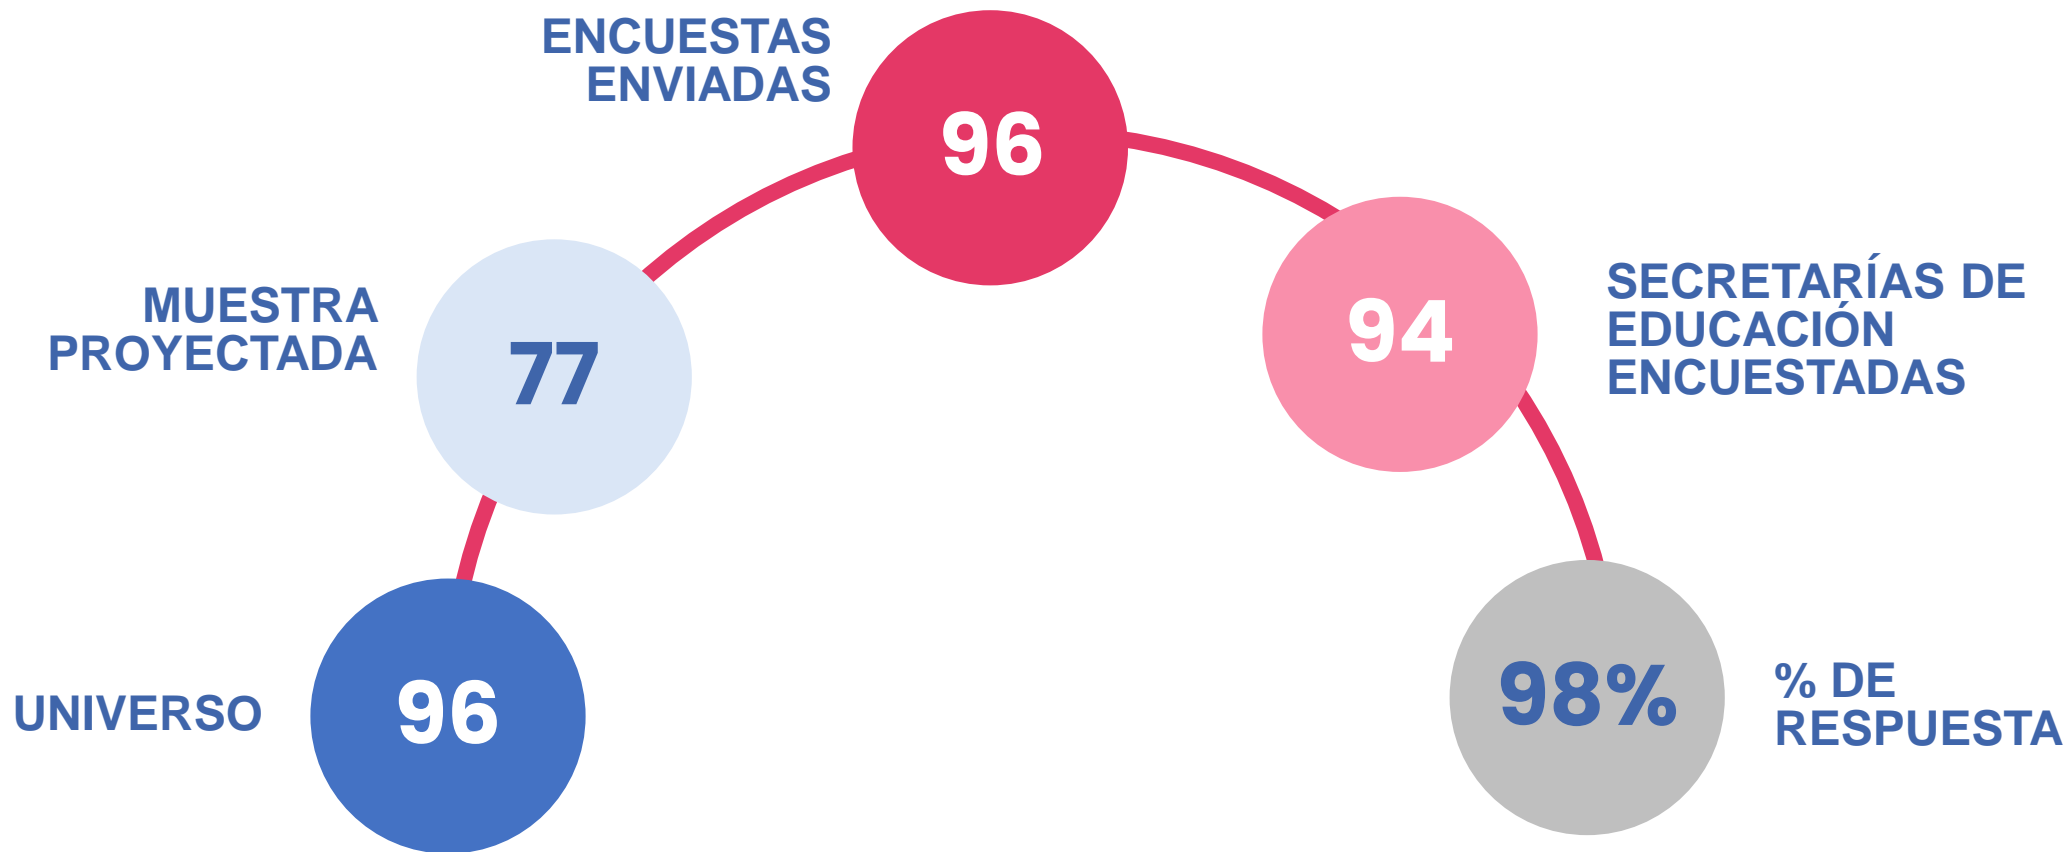 ENCUESTAS
ENVIADAS
96
MUESTRA
PROYECTADA
77
SECRETARÍAS DE
EDUCACIÓN
ENCUESTADAS
94
UNIVERSO
96
98%
% DE
RESPUESTA